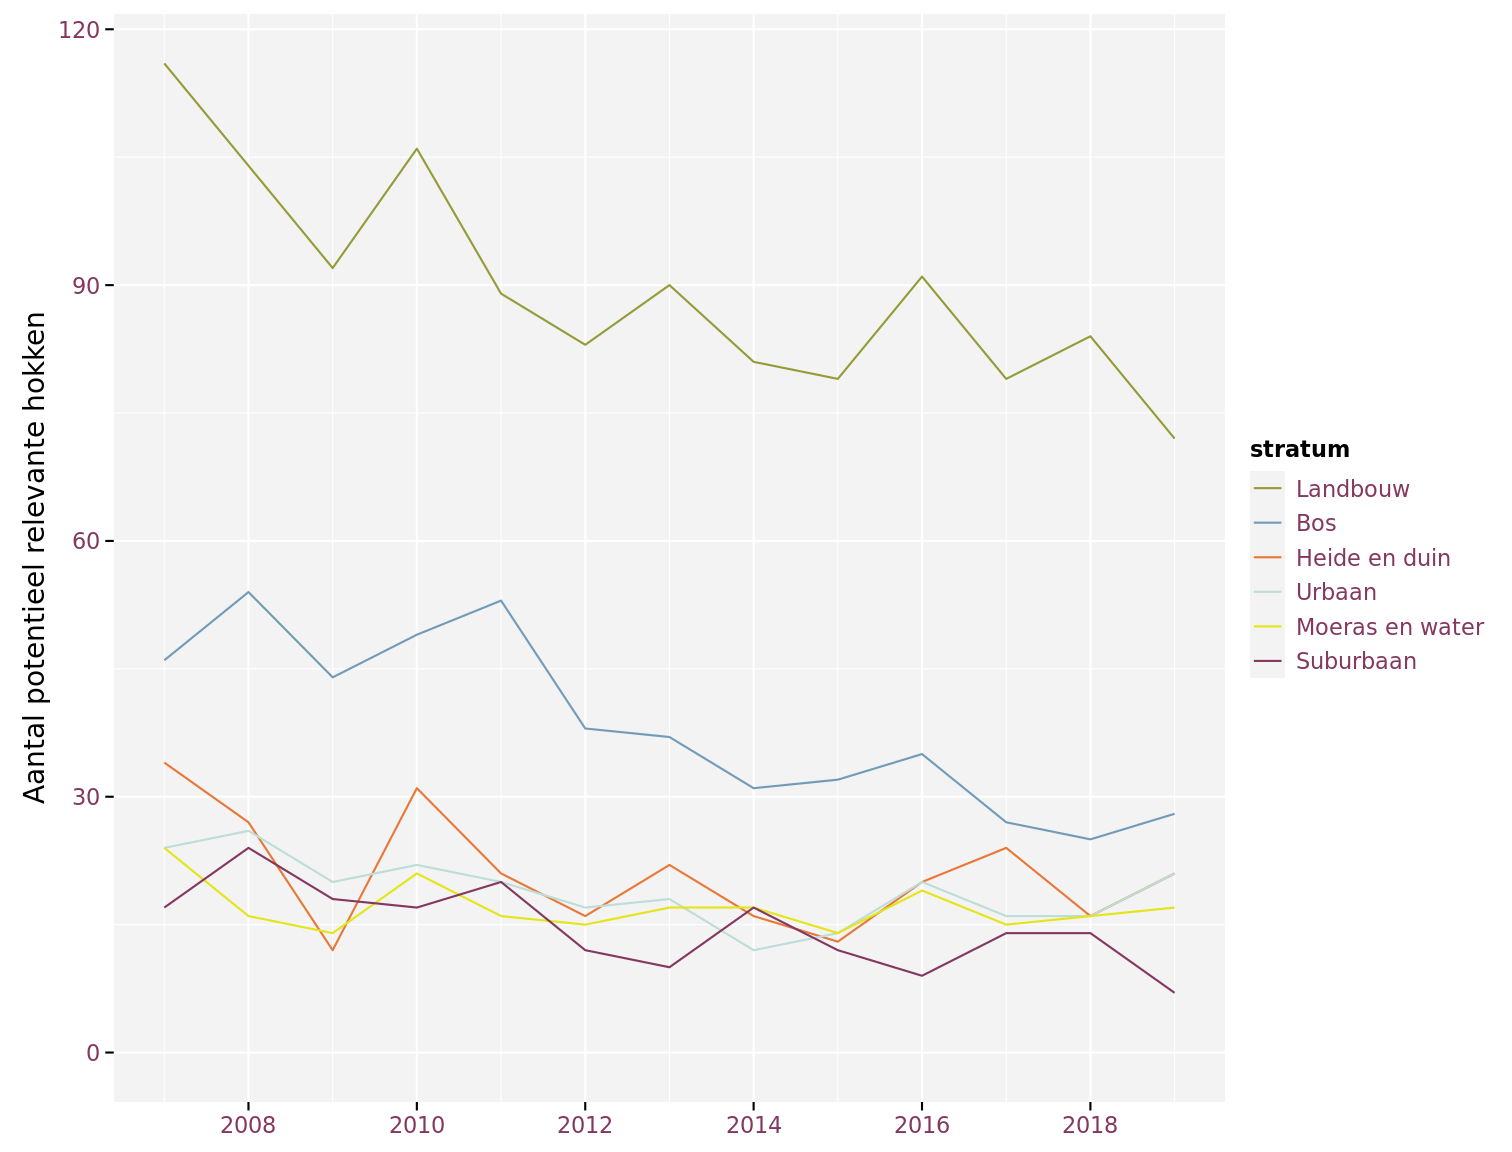 Aantal potentieel relevante hokken
120
90
60
30
0
2008 2010 2012 2014 2016 2018
stratum
Landbouw
Bos
Heide en duin
Urbaan
Moeras en water
Suburbaan